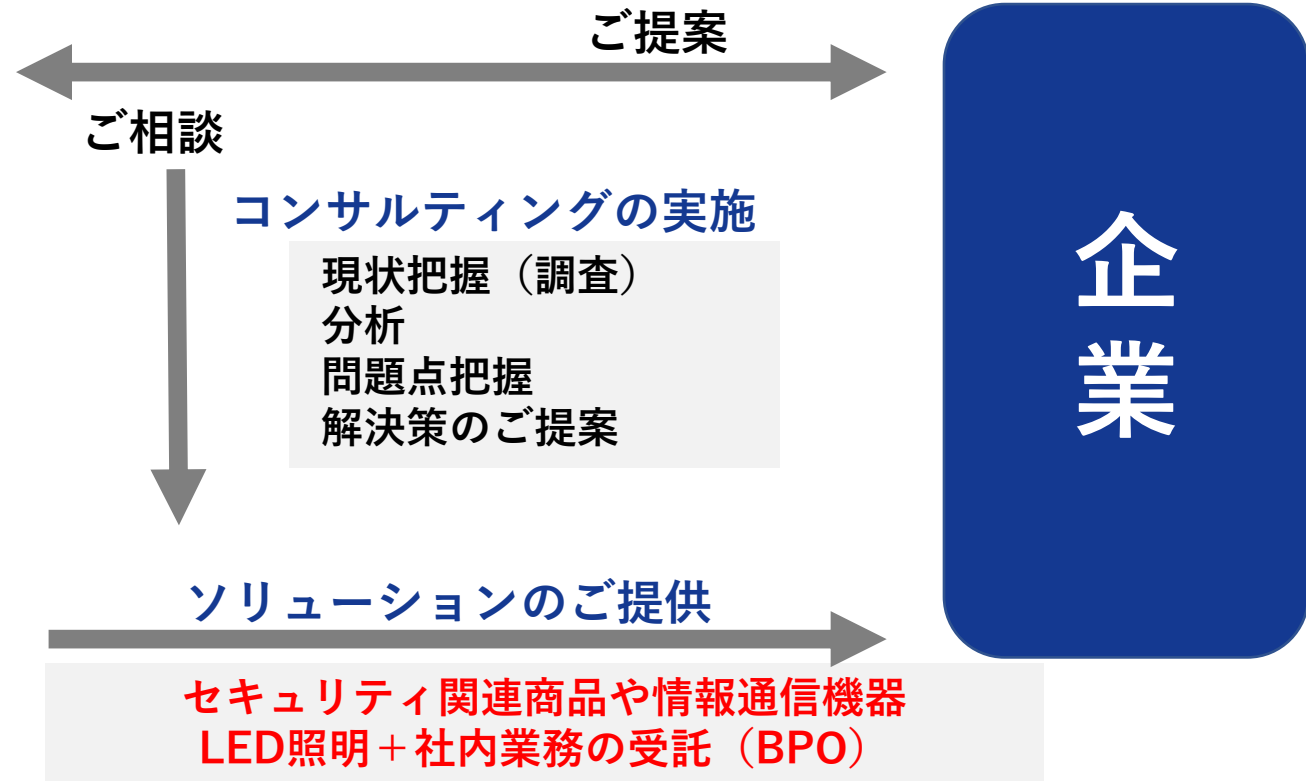 ご提案
ご相談
コンサルティングの実施
現状把握（調査）
分析
問題点把握
解決策のご提案
企業
ソリューションのご提供
セキュリティ関連商品や情報通信機器
LED照明＋社内業務の受託（BPO）